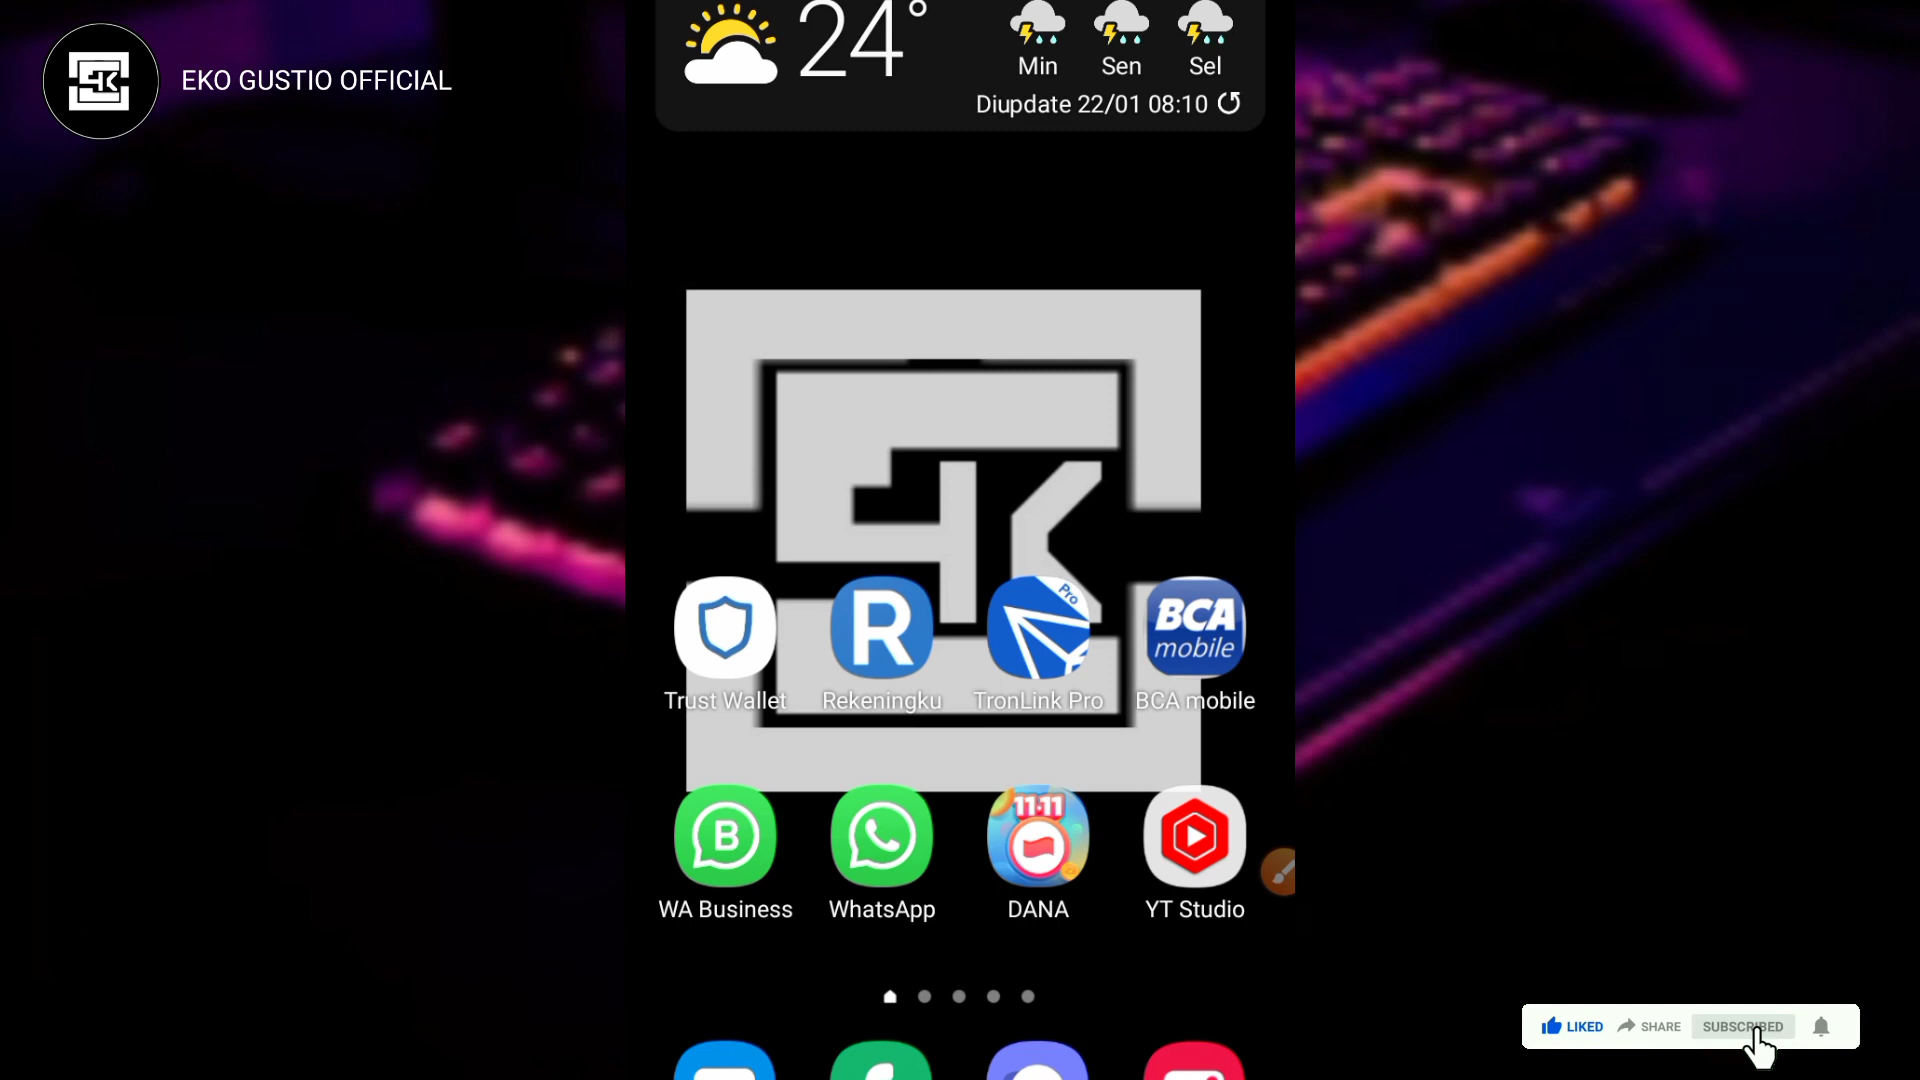 EKO GUSTIO OFFICIAL
24°
Min Sen Sel
Diupdate 22/01 08:10
Pro
BCA
mobile
Trust Wallet Rekeningku TronLink Pro BCA mobile
11.11
WA Business WhatsApp DANA YT Studio
LIKED SHARE SUBSCRIBED